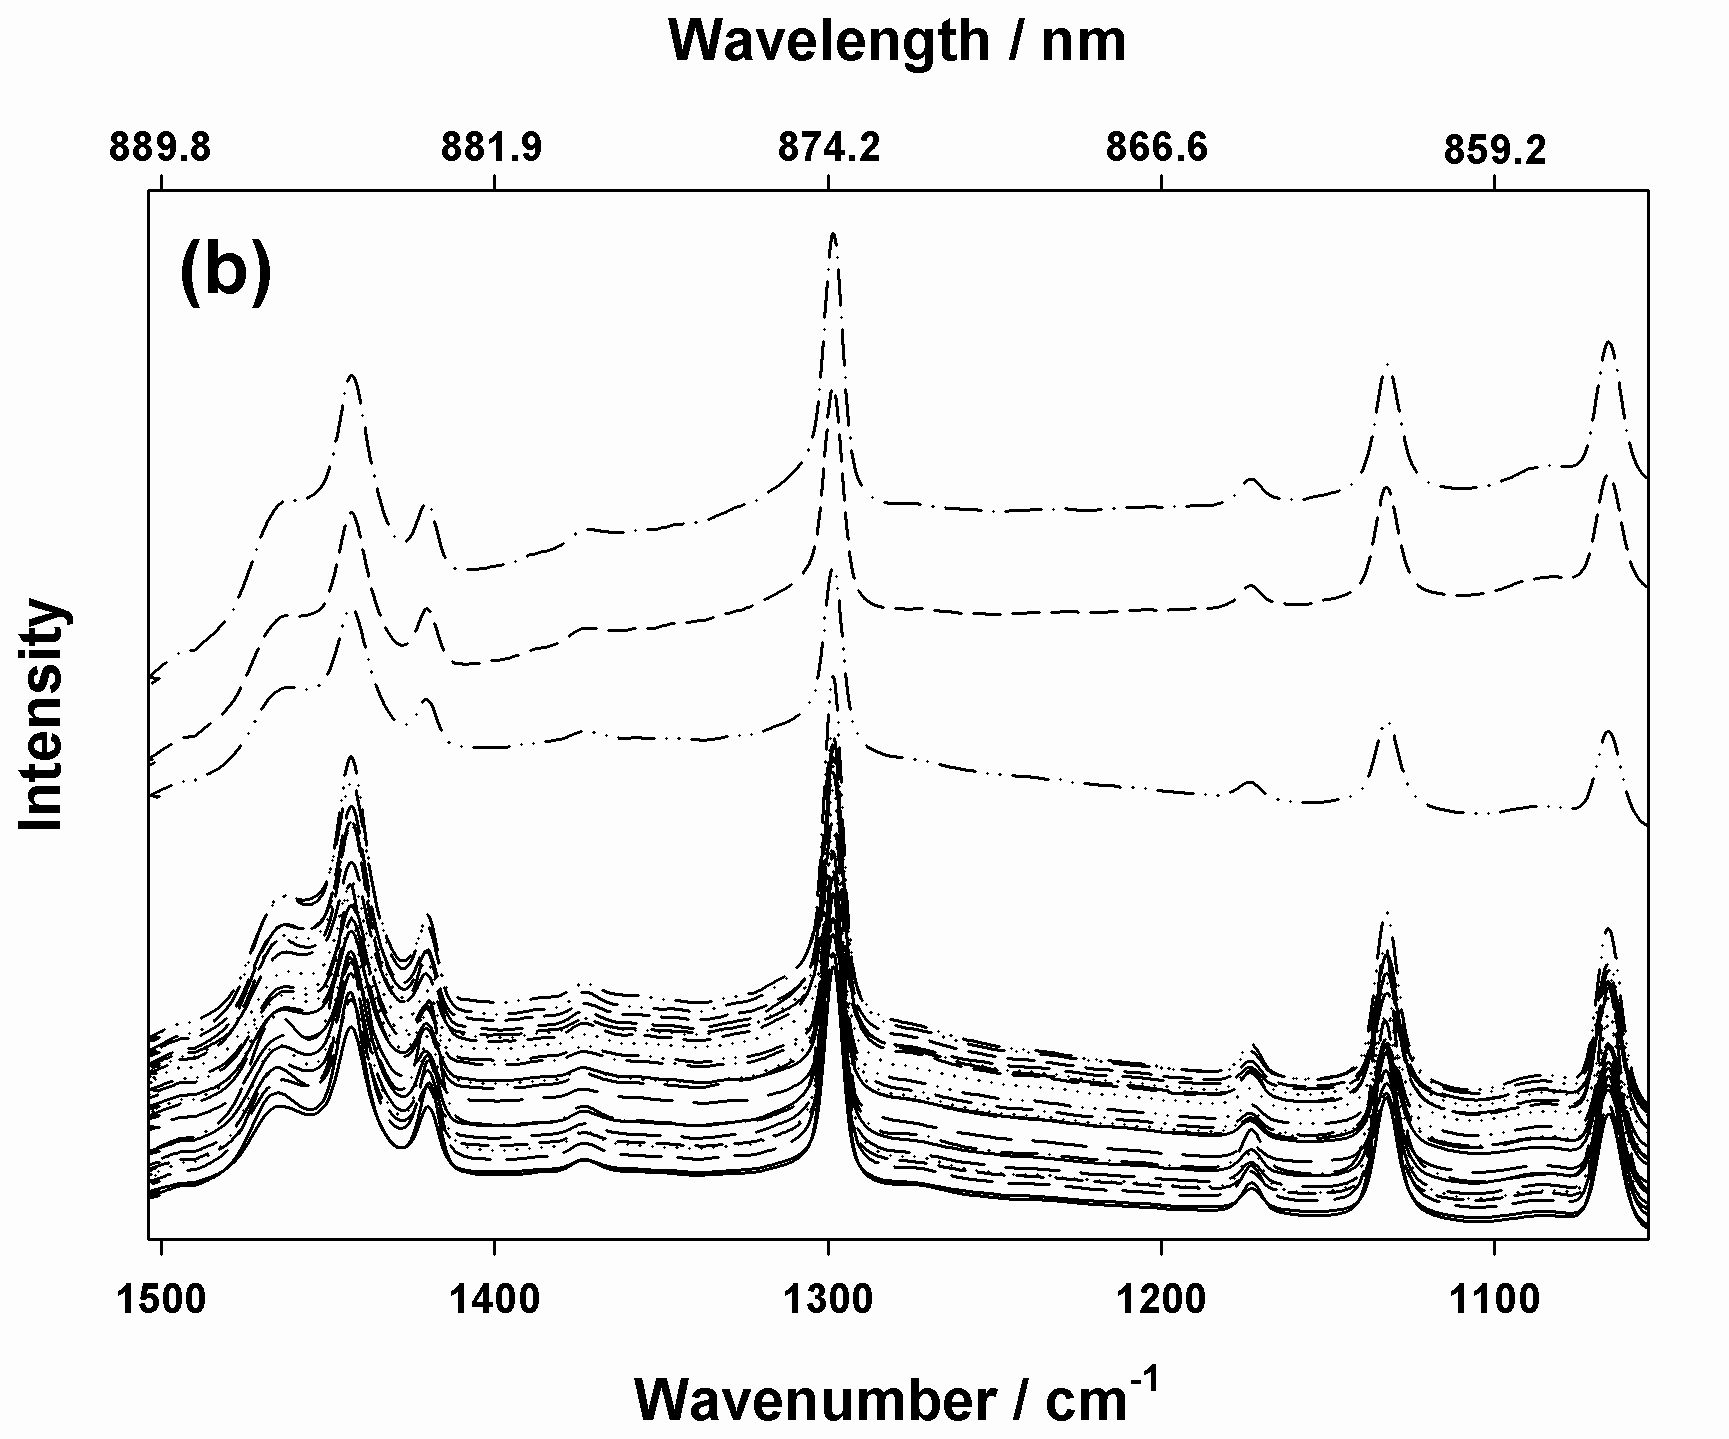 Wavelength / nm
889.8 881.9 874.2 866.6 859.2
(b)
Intensity
1500 1400 1300 1200 1100
Wavenumber / cm⁻¹